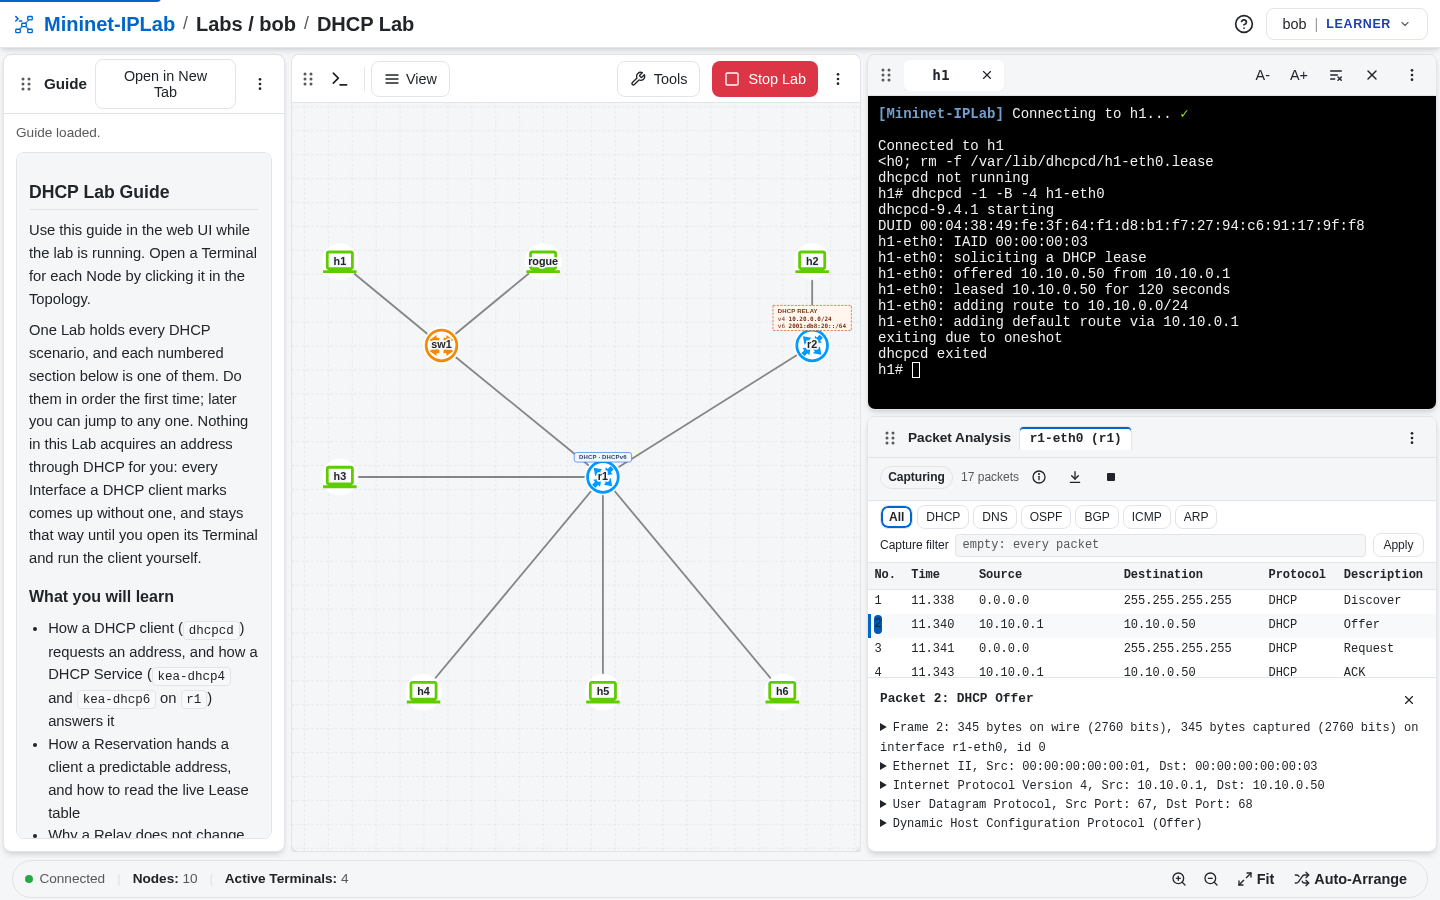 Mininet-IPLab / Labs / bob / DHCP Lab
bob | LEARNER
Guide
Open in New Tab
Guide loaded.
DHCP Lab Guide
Use this guide in the web UI while
the lab is running. Open a Terminal
for each Node by clicking it in the
Topology.
One Lab holds every DHCP
scenario, and each numbered
section below is one of them. Do
them in order the first time; later
you can jump to any one. Nothing
in this Lab acquires an address
through DHCP for you: every
Interface a DHCP client marks
comes up without one, and stays
that way until you open its Terminal
and run the client yourself.
What you will learn
• How a DHCP client ( dhcpcd )
requests an address, and how a
DHCP Service ( kea-dhcp4
and kea-dhcp6 on r1 )
answers it
• How a Reservation hands a
client a predictable address,
and how to read the live Lease
table
• Why a Relay does not change
View
Tools
Stop Lab
h1
rogue
h2
DHCP RELAY
v4 10.20.0.0/24
v6 2001:db8:20::/64
sw1
r2
DHCP · DHCPv6
h3
r1
h4
h5
h6
h1
A- A+
[Mininet-IPLab] Connecting to h1... ✓
Connected to h1
<h0; rm -f /var/lib/dhcpcd/h1-eth0.lease
dhcpcd not running
h1# dhcpcd -1 -B -4 h1-eth0
dhcpcd-9.4.1 starting
DUID 00:04:38:49:fe:3f:64:f1:d8:b1:f7:27:94:c6:91:17:9f:f8
h1-eth0: IAID 00:00:00:03
h1-eth0: soliciting a DHCP lease
h1-eth0: offered 10.10.0.50 from 10.10.0.1
h1-eth0: leased 10.10.0.50 for 120 seconds
h1-eth0: adding route to 10.10.0.0/24
h1-eth0: adding default route via 10.10.0.1
exiting due to oneshot
dhcpcd exited
h1#
Packet Analysis
r1-eth0 (r1)
Capturing 17 packets
All DHCP DNS OSPF BGP ICMP ARP
Capture filter empty: every packet Apply
No. Time Source Destination Protocol Description
1 11.338 0.0.0.0 255.255.255.255 DHCP Discover
2 11.340 10.10.0.1 10.10.0.50 DHCP Offer
3 11.341 0.0.0.0 255.255.255.255 DHCP Request
4 11.343 10.10.0.1 10.10.0.50 DHCP ACK
Packet 2: DHCP Offer
Frame 2: 345 bytes on wire (2760 bits), 345 bytes captured (2760 bits) on
interface r1-eth0, id 0
Ethernet II, Src: 00:00:00:00:00:01, Dst: 00:00:00:00:00:03
Internet Protocol Version 4, Src: 10.10.0.1, Dst: 10.10.0.50
User Datagram Protocol, Src Port: 67, Dst Port: 68
Dynamic Host Configuration Protocol (Offer)
Connected | Nodes: 10 | Active Terminals: 4
Fit
Auto-Arrange